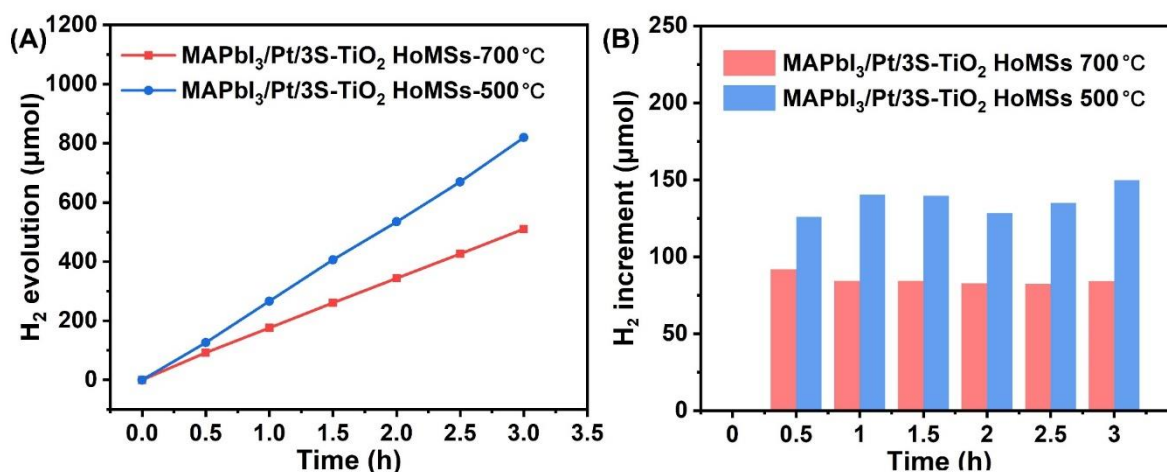 (A)
MAPbI₃/Pt/3S-TiO₂ HoMSs-700 °C
MAPbI₃/Pt/3S-TiO₂ HoMSs-500 °C
H₂ evolution (μmol)
1200
1000
800
600
400
200
0
0.0 0.5 1.0 1.5 2.0 2.5 3.0 3.5
Time (h)
(B)
MAPbI₃/Pt/3S-TiO₂ HoMSs 700 °C
MAPbI₃/Pt/3S-TiO₂ HoMSs 500 °C
H₂ increment (μmol)
250
200
150
100
50
0
0 0.5 1 1.5 2 2.5 3
Time (h)